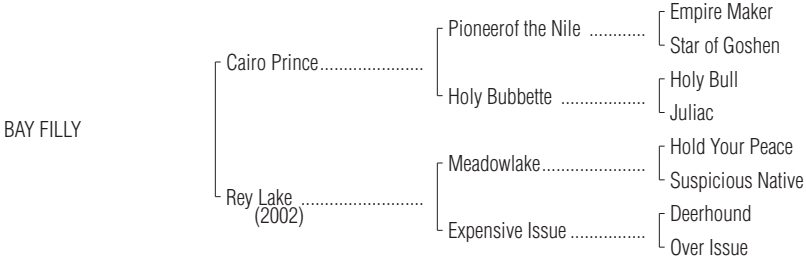 Empire Maker
Pioneerof the Nile ............
Star of Goshen
Cairo Prince......................
Holy Bull
Holy Bubbette ..................
Juliac
BAY FILLY
Hold Your Peace
Meadowlake......................
Suspicious Native
Rey Lake ..........................
(2002)
Deerhound
Expensive Issue ................
Over Issue